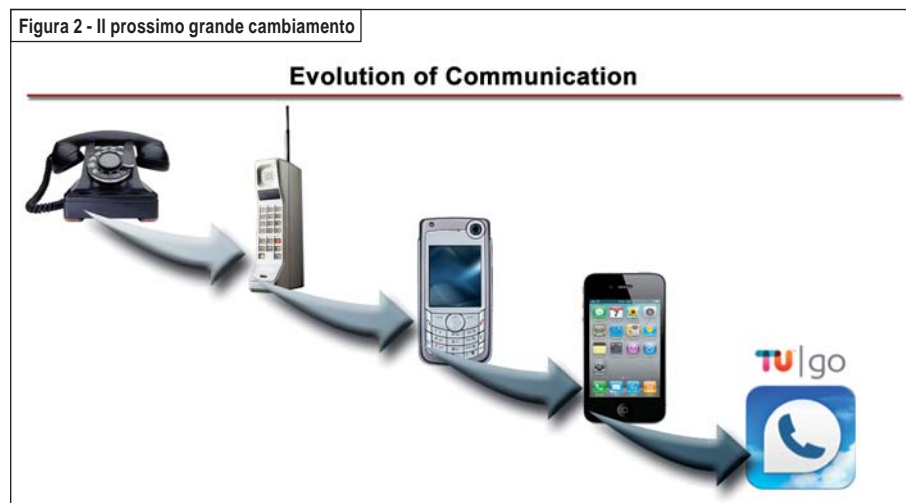 Figura 2 - Il prossimo grande cambiamento
Evolution of Communication
TU|go